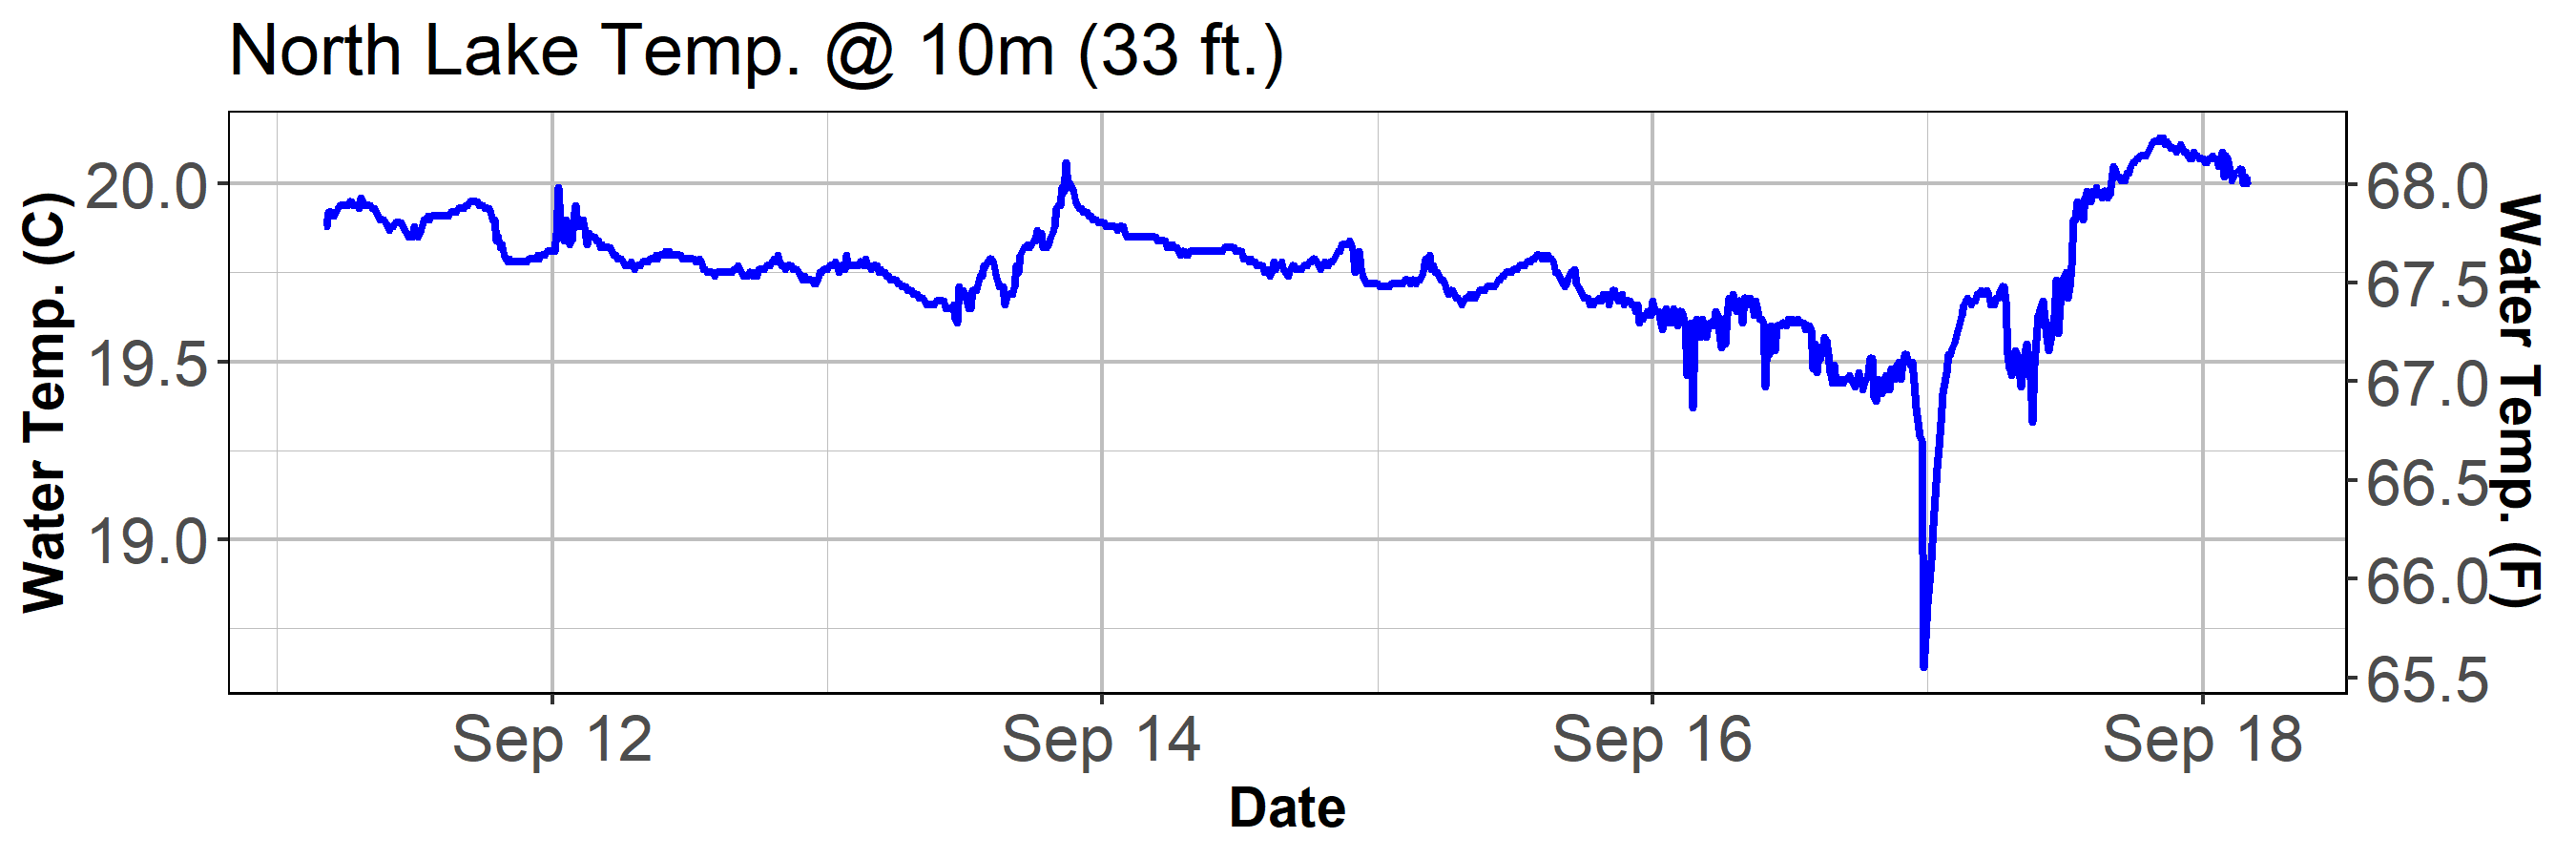 North Lake Temp. @ 10m (33 ft.)
Water Temp. (C)
20.0
19.5
19.0
68.0
67.5
67.0
66.5
66.0
65.5
Water Temp. (F)
Sep 12 Sep 14 Sep 16 Sep 18
Date